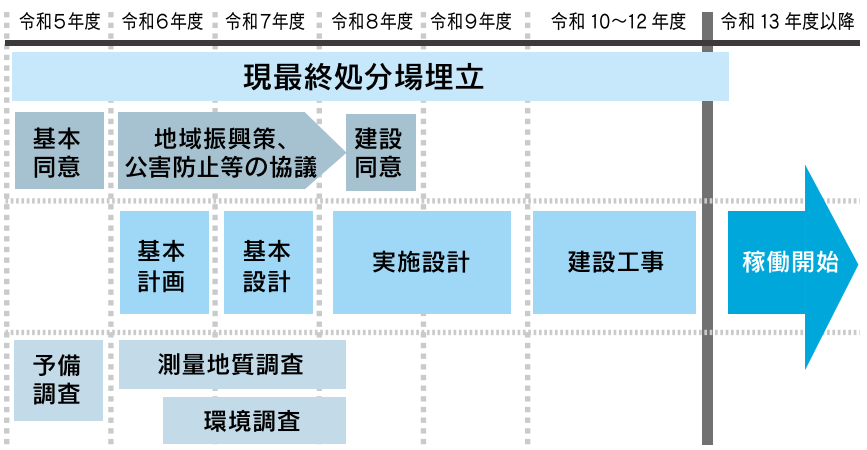 令和5年度
令和6年度
令和7年度
令和8年度
令和9年度
令和 10～12 年度
令和 13 年度以降
現最終処分場埋立
基本
同意
地域振興策、
公害防止等の協議
建設
同意
基本
計画
基本
設計
実施設計
建設工事
稼働開始
予備
調査
測量地質調査
環境調査